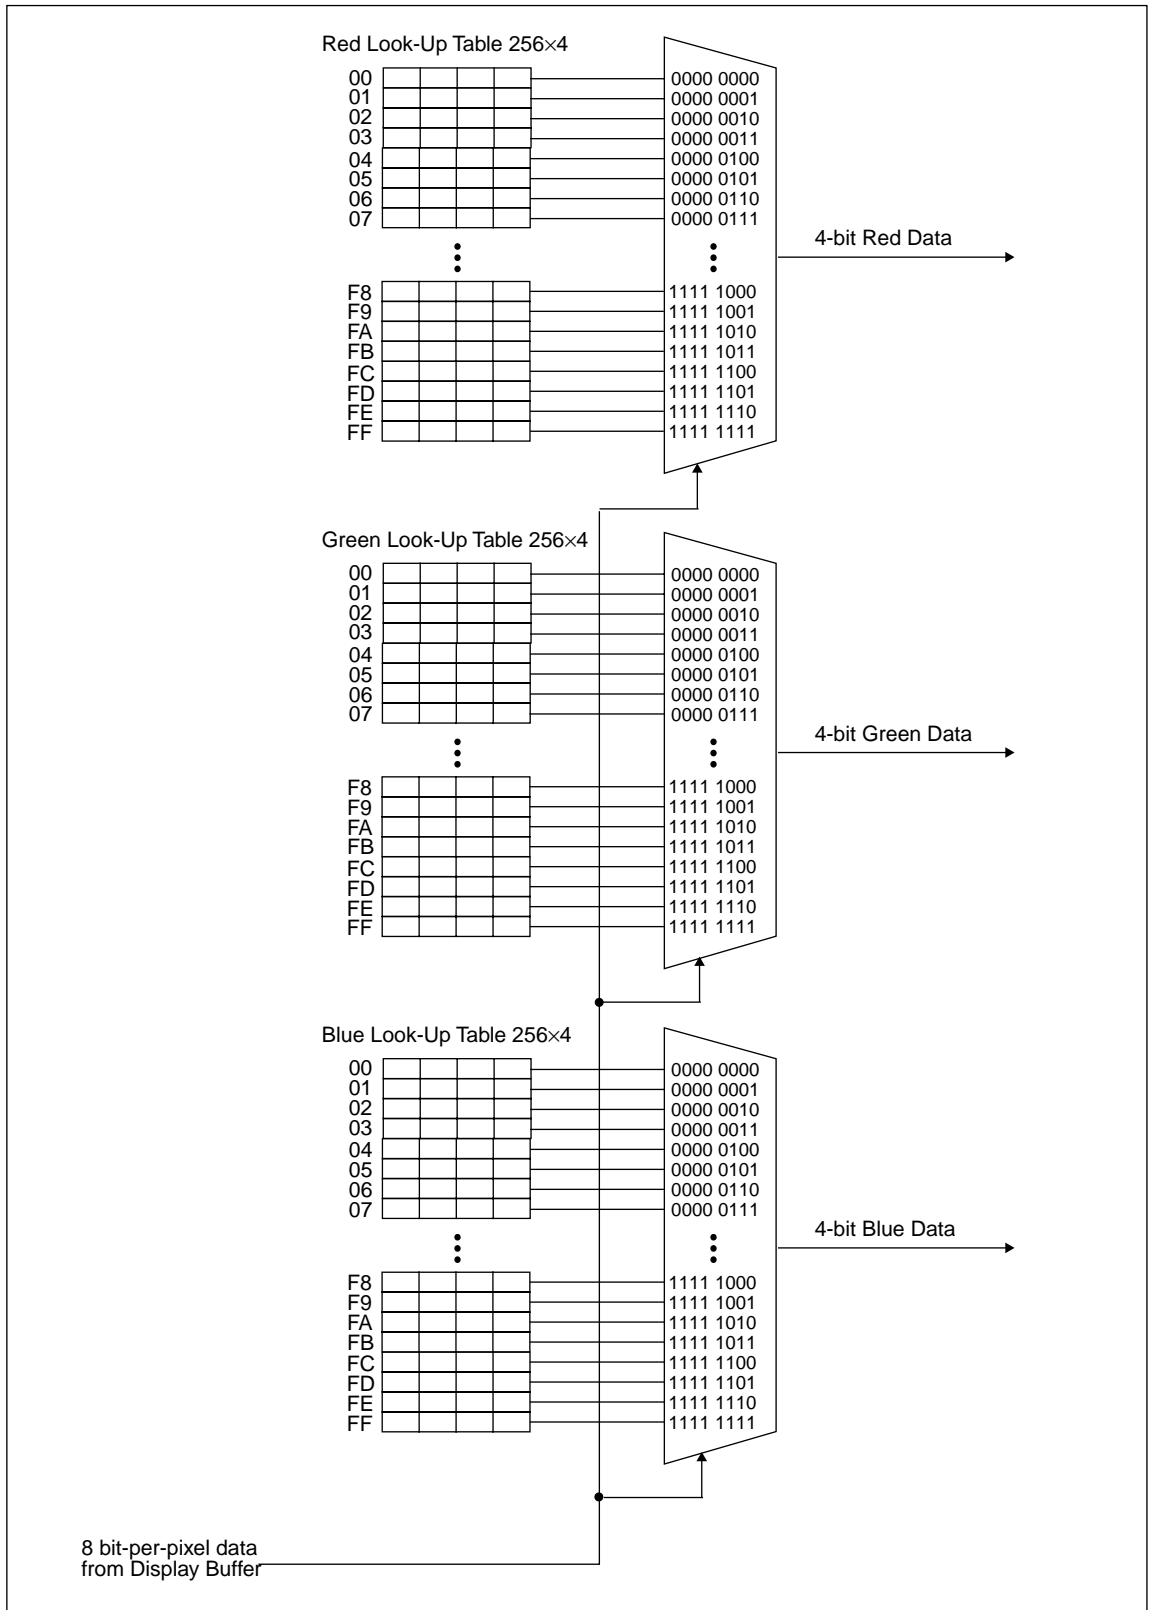 Red Look-Up Table 256×4
00 0000 0000
01 0000 0001
02 0000 0010
03 0000 0011
04 0000 0100
05 0000 0101
06 0000 0110
07 0000 0111
4-bit Red Data
F8 1111 1000
F9 1111 1001
FA 1111 1010
FB 1111 1011
FC 1111 1100
FD 1111 1101
FE 1111 1110
FF 1111 1111
Green Look-Up Table 256×4
00 0000 0000
01 0000 0001
02 0000 0010
03 0000 0011
04 0000 0100
05 0000 0101
06 0000 0110
07 0000 0111
4-bit Green Data
F8 1111 1000
F9 1111 1001
FA 1111 1010
FB 1111 1011
FC 1111 1100
FD 1111 1101
FE 1111 1110
FF 1111 1111
Blue Look-Up Table 256×4
00 0000 0000
01 0000 0001
02 0000 0010
03 0000 0011
04 0000 0100
05 0000 0101
06 0000 0110
07 0000 0111
4-bit Blue Data
F8 1111 1000
F9 1111 1001
FA 1111 1010
FB 1111 1011
FC 1111 1100
FD 1111 1101
FE 1111 1110
FF 1111 1111
8 bit-per-pixel data
from Display Buffer